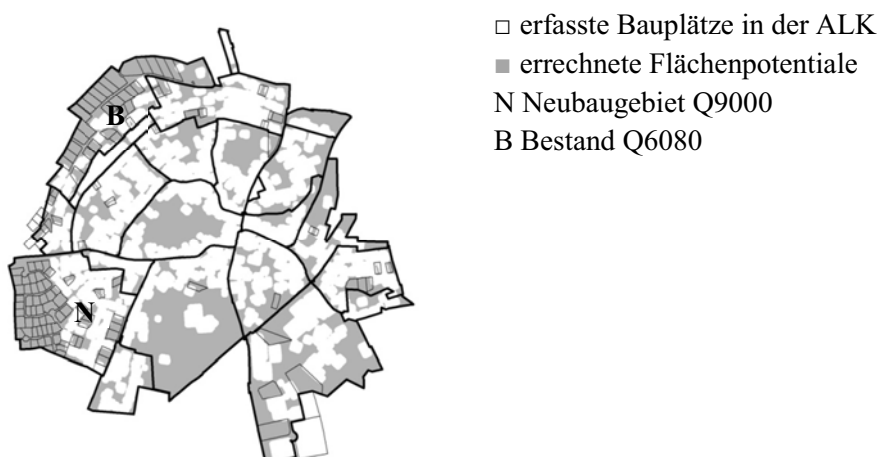 □ erfasste Bauplätze in der ALK
■ errechnete Flächenpotentiale
N Neubaugebiet Q9000
B Bestand Q6080
B
N